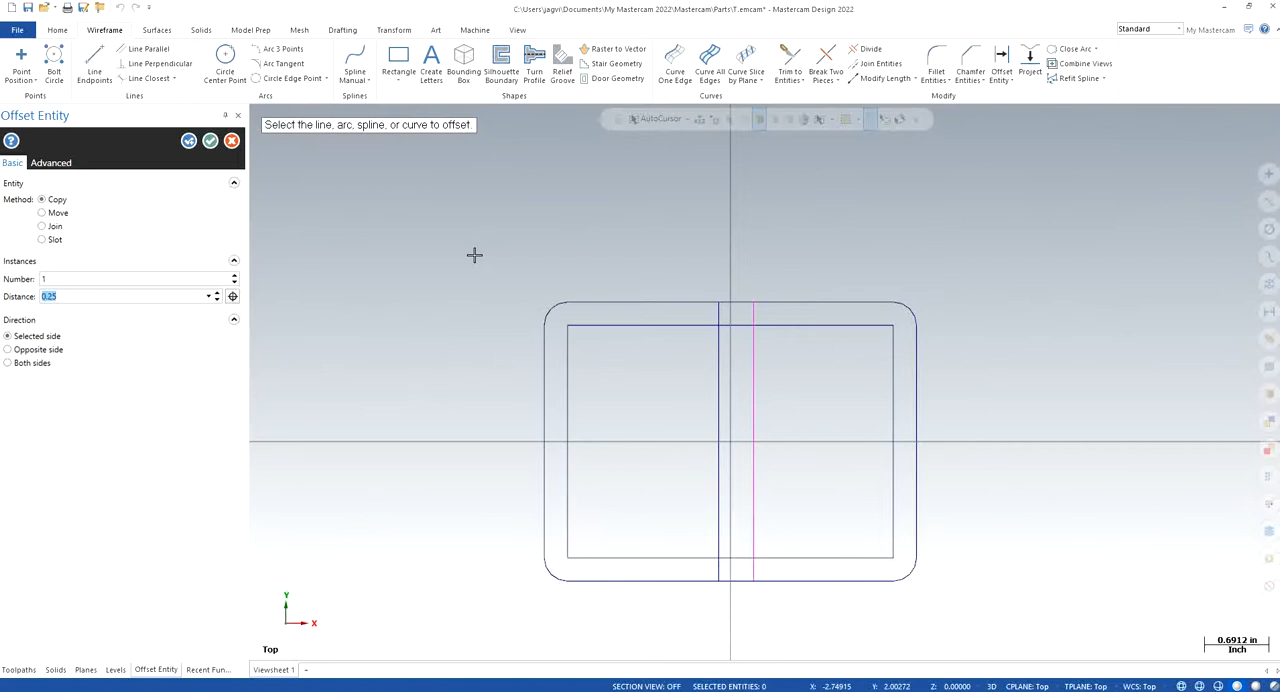 C:\Users\jagvi\Documents\My Mastercam 2022\Mastercam\Parts\T.emcam* - Mastercam Design 2022
File Home Wireframe Surfaces Solids Model Prep Mesh Drafting Transform Art Machine View Standard My Mastercam
Point Position
Bolt Circle
Points
Line Endpoints
Line Parallel
Line Perpendicular
Line Closest
Lines
Circle Center Point
Arc 3 Points
Arc Tangent
Circle Edge Point
Arcs
Spline Manual
Splines
Rectangle
Create Letters
Bounding Box
Silhouette Boundary
Turn Profile
Relief Groove
Raster to Vector
Stair Geometry
Door Geometry
Shapes
Curve One Edge
Curve All Edges
Curve Slice by Plane
Curves
Trim to Entities
Break Two Pieces
Divide
Join Entities
Modify Length
Fillet Entities
Chamfer Entities
Offset Entity
Project
Close Arc
Combine Views
Refit Spline
Modify
Offset Entity
Basic Advanced
Entity
Method: Copy
Move
Join
Slot
Instances
Number: 1
Distance: 0.25
Direction
Selected side
Opposite side
Both sides
Select the line, arc, spline, or curve to offset.
AutoCursor
Y
X
Top
0.6912 in
Inch
Toolpaths Solids Planes Levels Offset Entity Recent Fun... Viewsheet 1 +
SECTION VIEW: OFF SELECTED ENTITIES: 0 X: -2.74915 Y: 2.00272 Z: 0.00000 3D CPLANE: Top TPLANE: Top WCS: Top